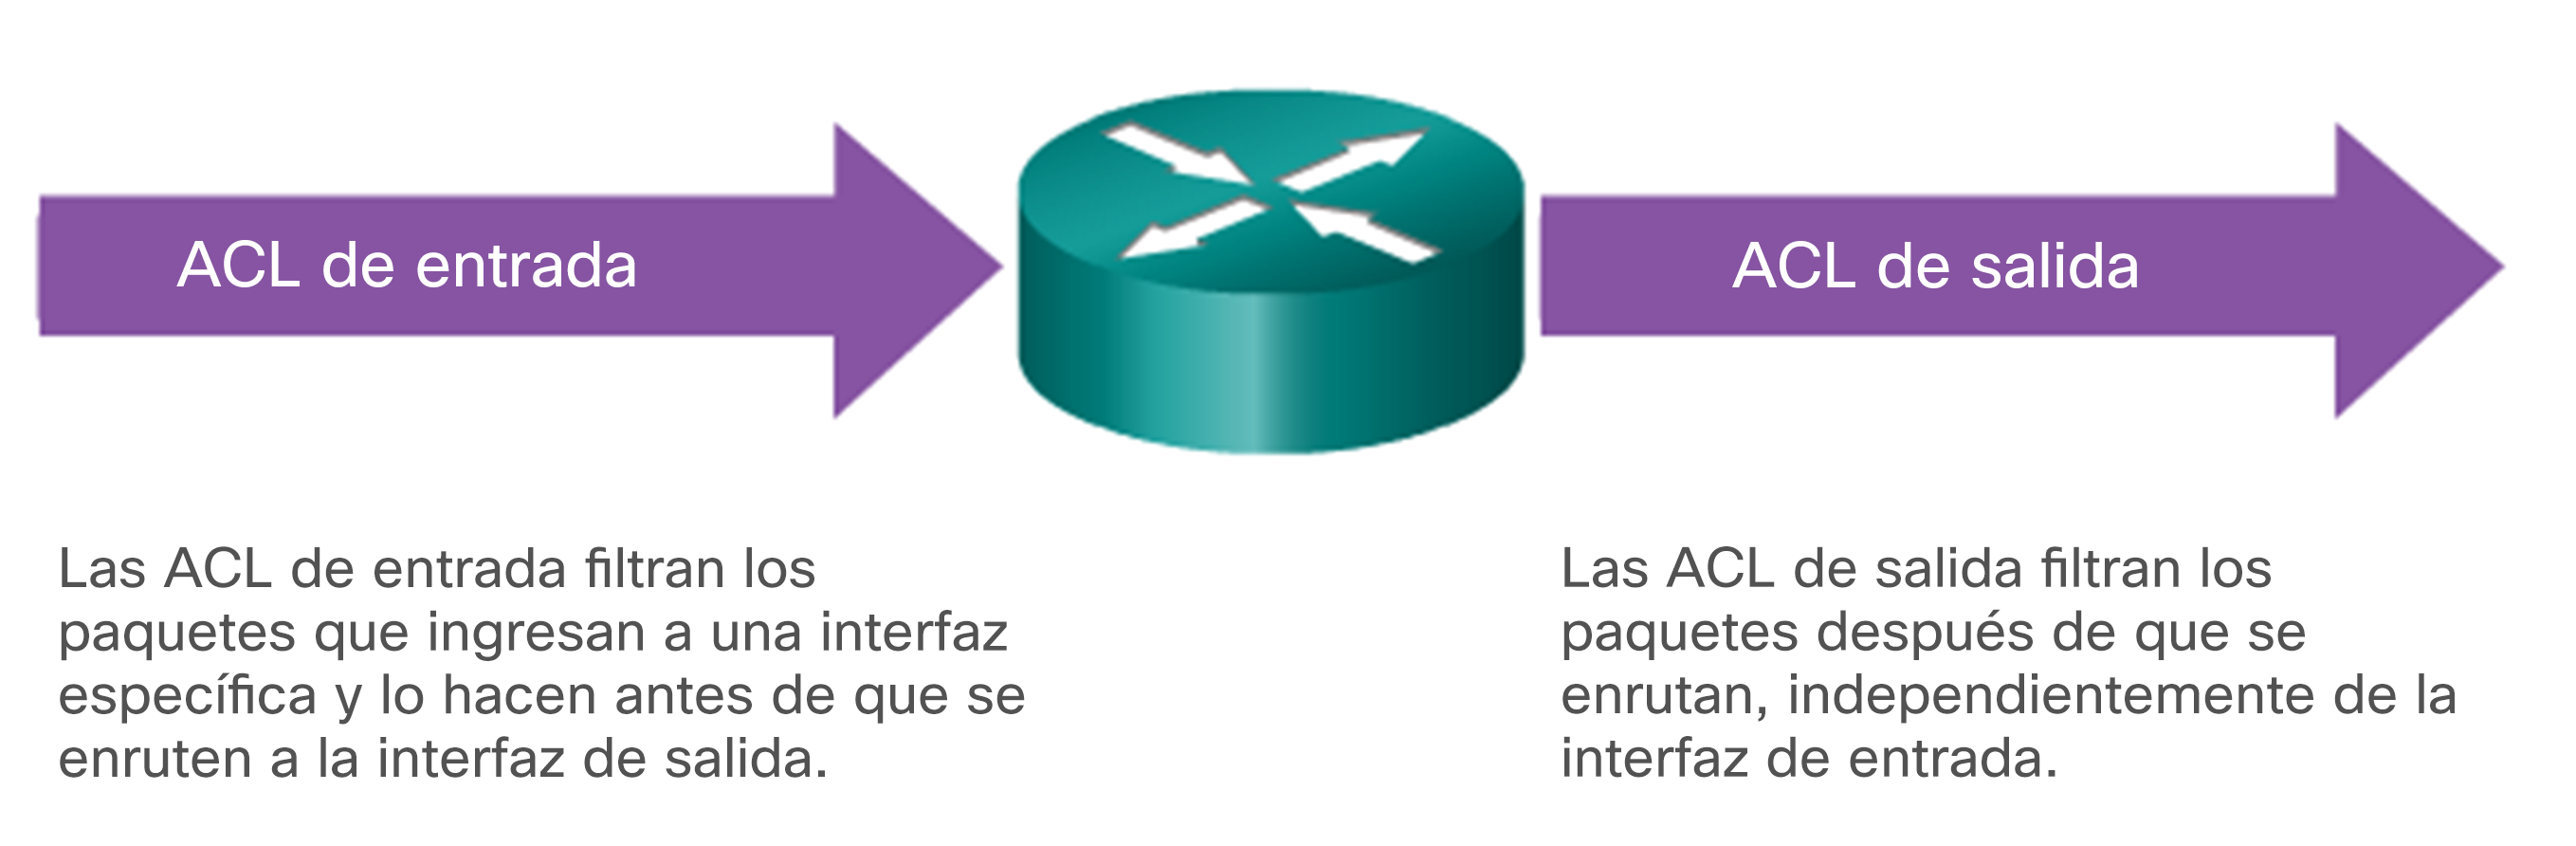 ACL de entrada
ACL de salida
Las ACL de entrada filtran los
paquetes que ingresan a una interfaz
específica y lo hacen antes de que se
enruten a la interfaz de salida.
Las ACL de salida filtran los
paquetes después de que se
enrutan, independientemente de la
interfaz de entrada.